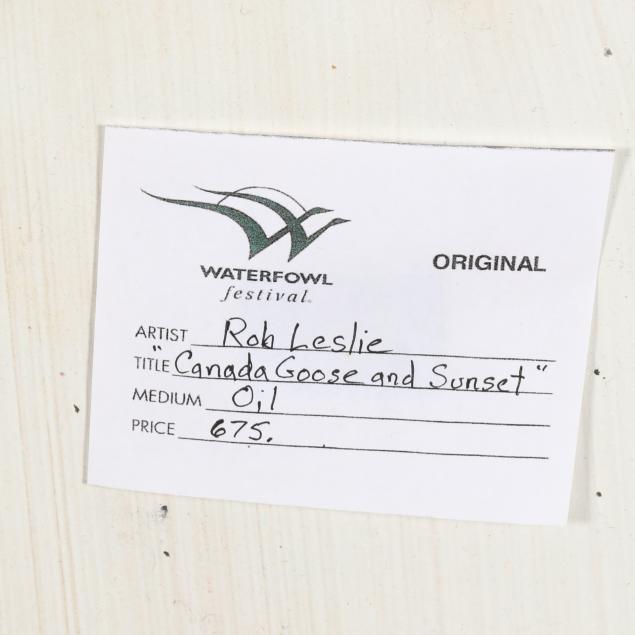 WATERFOWL
festival
ORIGINAL
ARTIST Rob Leslie
TITLE "Canada Goose and Sunset"
MEDIUM Oil
PRICE 675.